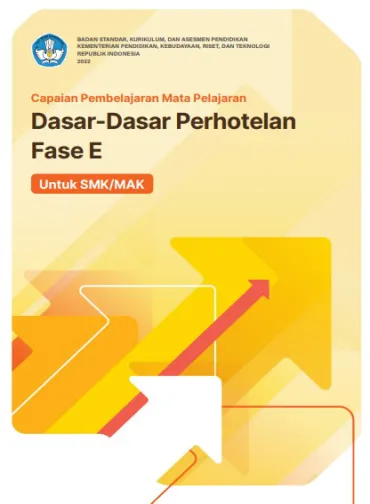 BADAN STANDAR, KURIKULUM, DAN ASESMEN PENDIDIKAN
KEMENTERIAN PENDIDIKAN, KEBUDAYAAN, RISET, DAN TEKNOLOGI
REPUBLIK INDONESIA
2022
Capaian Pembelajaran Mata Pelajaran
Dasar-Dasar Perhotelan
Fase E
Untuk SMK/MAK